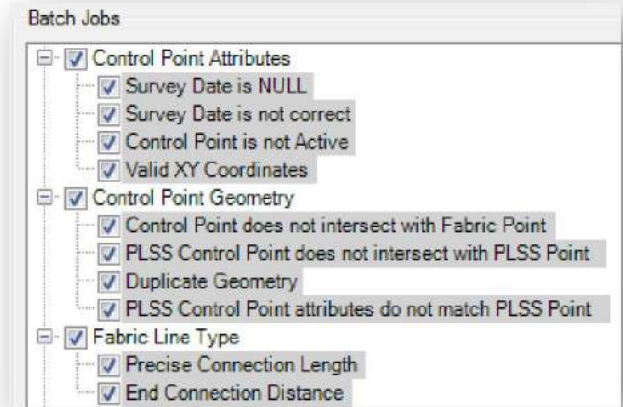 Batch Jobs
Control Point Attributes
Survey Date is NULL
Survey Date is not correct
Control Point is not Active
Valid XY Coordinates
Control Point Geometry
Control Point does not intersect with Fabric Point
PLSS Control Point does not intersect with PLSS Point
Duplicate Geometry
PLSS Control Point attributes do not match PLSS Point
Fabric Line Type
Precise Connection Length
End Connection Distance